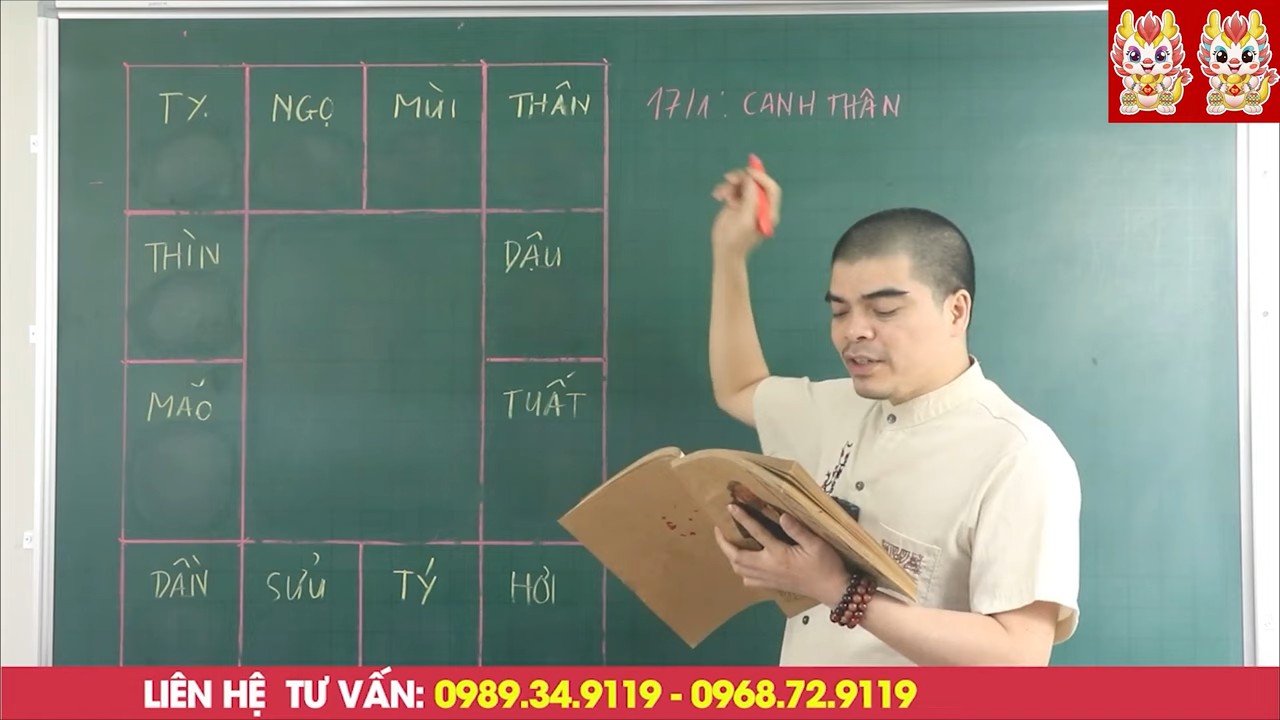 TỴ NGỌ MÙI THÂN 17/1: CANH THÂN
THÌN DẬU
MÃO TUẤT
DẦN SỬU TÝ HỢI
LIÊN HỆ TƯ VẤN: 0989.34.9119 - 0968.72.9119